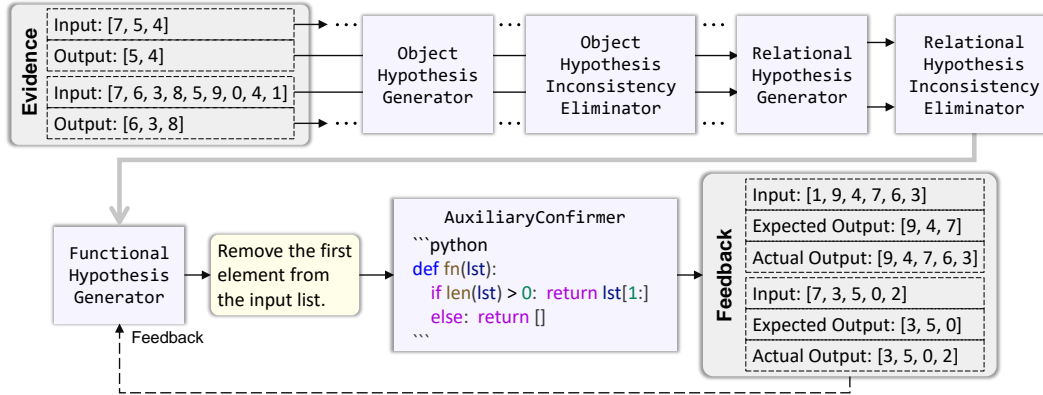 Evidence
Input: [7, 5, 4]
Output: [5, 4]
Input: [7, 6, 3, 8, 5, 9, 0, 4, 1]
Output: [6, 3, 8]
...
...
Object
Hypothesis
Generator
...
...
Object
Hypothesis
Inconsistency
Eliminator
...
...
Relational
Hypothesis
Generator
Relational
Hypothesis
Inconsistency
Eliminator
Functional
Hypothesis
Generator
Remove the first
element from
the input list.
AuxiliaryConfirmer
```python
def fn(lst):
if len(lst) > 0: return lst[1:]
else: return []
```
Feedback
Input: [1, 9, 4, 7, 6, 3]
Expected Output: [9, 4, 7]
Actual Output: [9, 4, 7, 6, 3]
Input: [7, 3, 5, 0, 2]
Expected Output: [3, 5, 0]
Actual Output: [3, 5, 0, 2]
Feedback